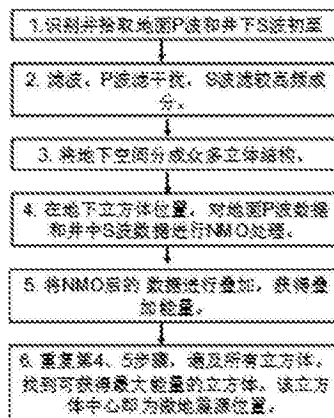 1.识别并拾取地面P波和井下S波初至
2. 滤波、P波滤干扰，S波滤较高频成
分。
3. 将地下空间分成众多立体结构。
4. 在地下立方体位置，对地面P波数据
和井中S波数据进行NMO处理。
5. 将NMO后的 数据进行叠加，获得叠
加能量。
6. 重复第4、5步骤，遍及所有立方体，
找到可获得最大能量的立方体，该立
方体中心即为微地震源位置。